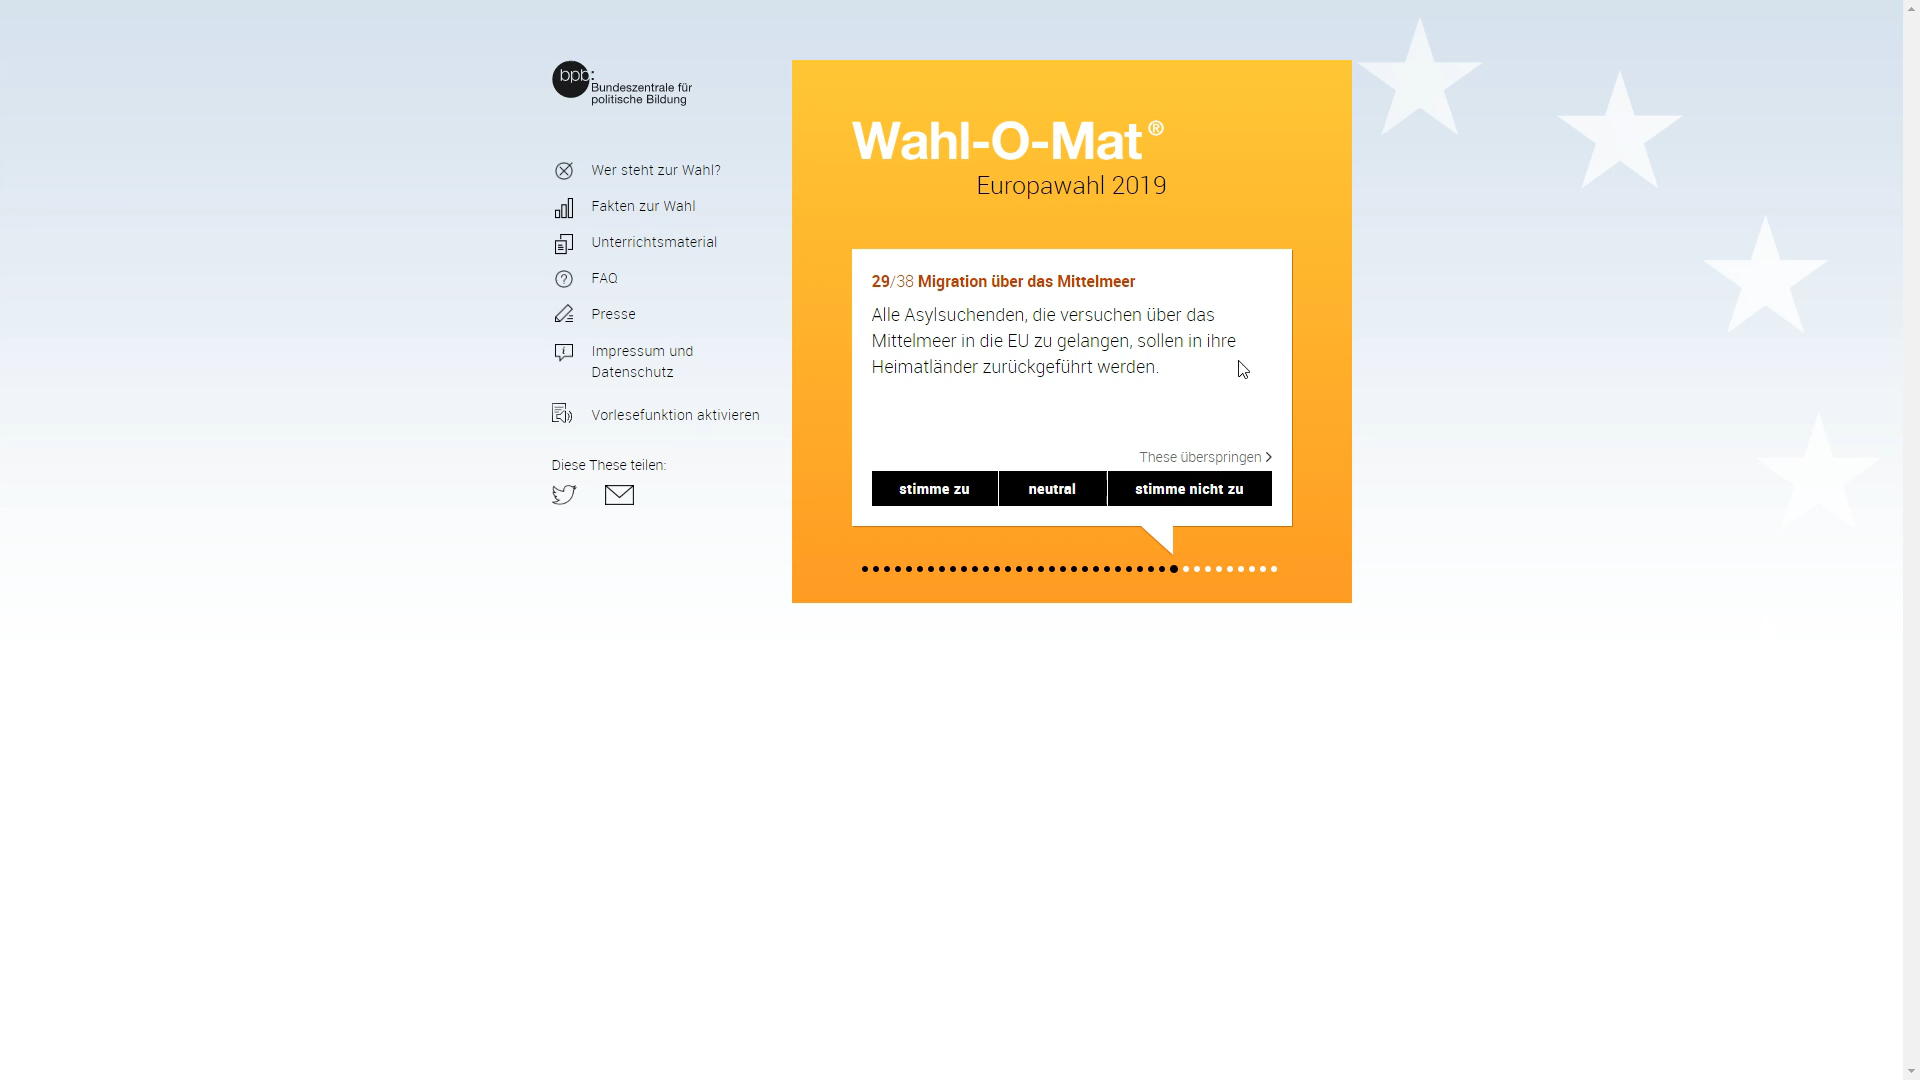 bpb:
Bundeszentrale für
politische Bildung
Wer steht zur Wahl?
Fakten zur Wahl
Unterrichtsmaterial
FAQ
Presse
Impressum und
Datenschutz
Vorlesefunktion aktivieren
Diese These teilen:
Wahl-O-Mat®
Europawahl 2019
29/38 Migration über das Mittelmeer
Alle Asylsuchenden, die versuchen über das
Mittelmeer in die EU zu gelangen, sollen in ihre
Heimatländer zurückgeführt werden.
These überspringen
stimme zu
neutral
stimme nicht zu